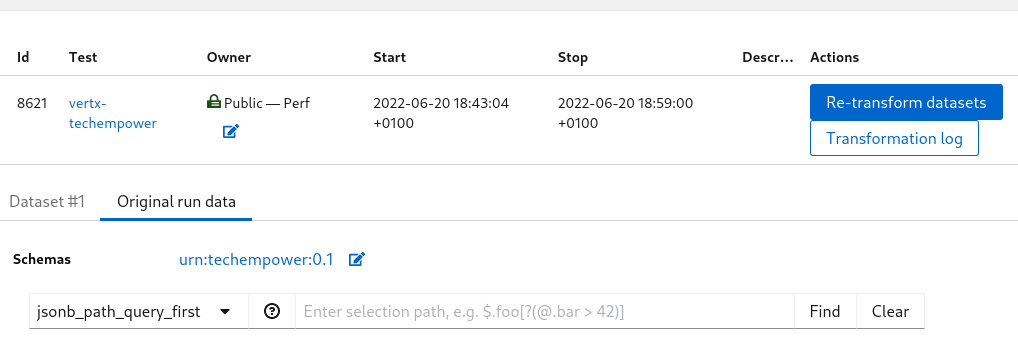 Id Test Owner Start Stop Descr... Actions
8621 vertx- Public — Perf 2022-06-20 18:43:04 2022-06-20 18:59:00 Re-transform datasets
techempower +0100 +0100
Transformation log
Dataset #1 Original run data
Schemas urn:techempower:0.1
jsonb_path_query_first Enter selection path, e.g. $.foo[?(@.bar > 42)] Find Clear